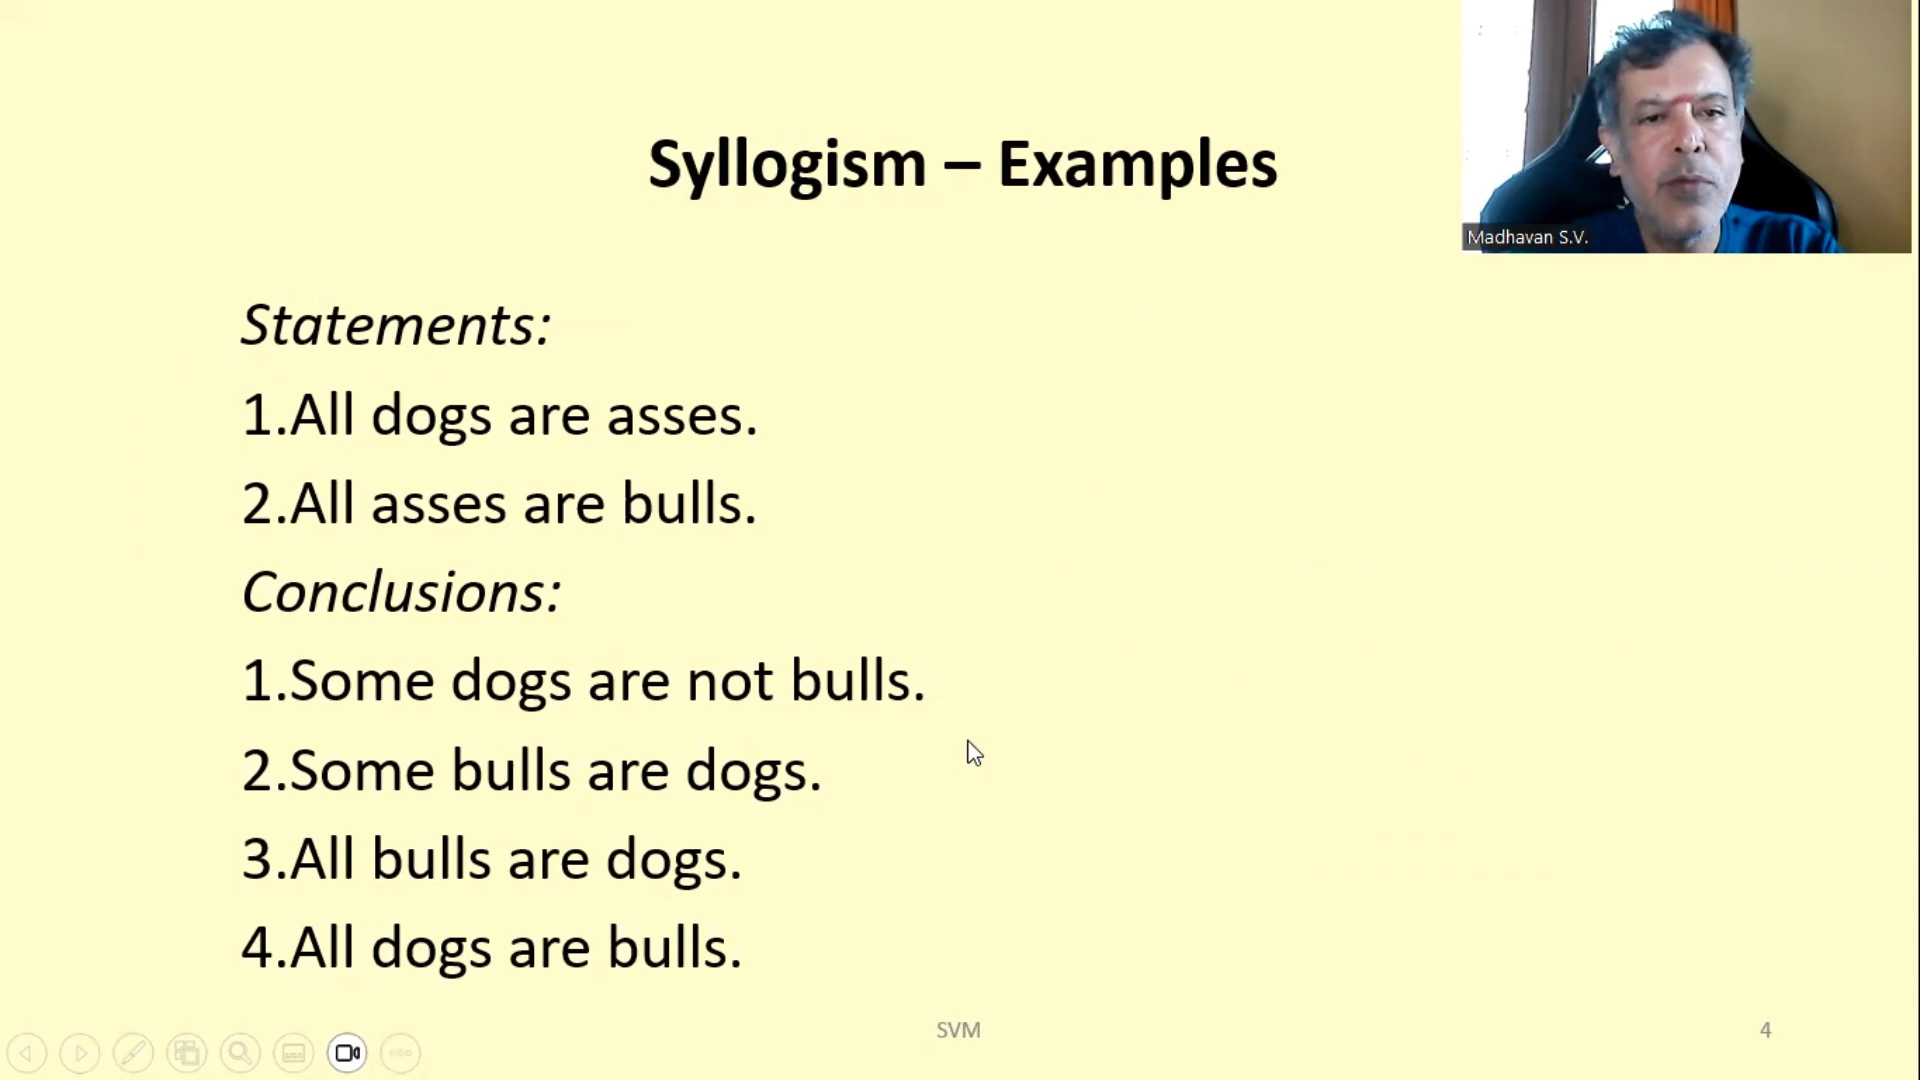 Syllogism – Examples
Madhavan S.V.
Statements:
1.All dogs are asses.
2.All asses are bulls.
Conclusions:
1.Some dogs are not bulls.
2.Some bulls are dogs.
3.All bulls are dogs.
4.All dogs are bulls.
SVM
4